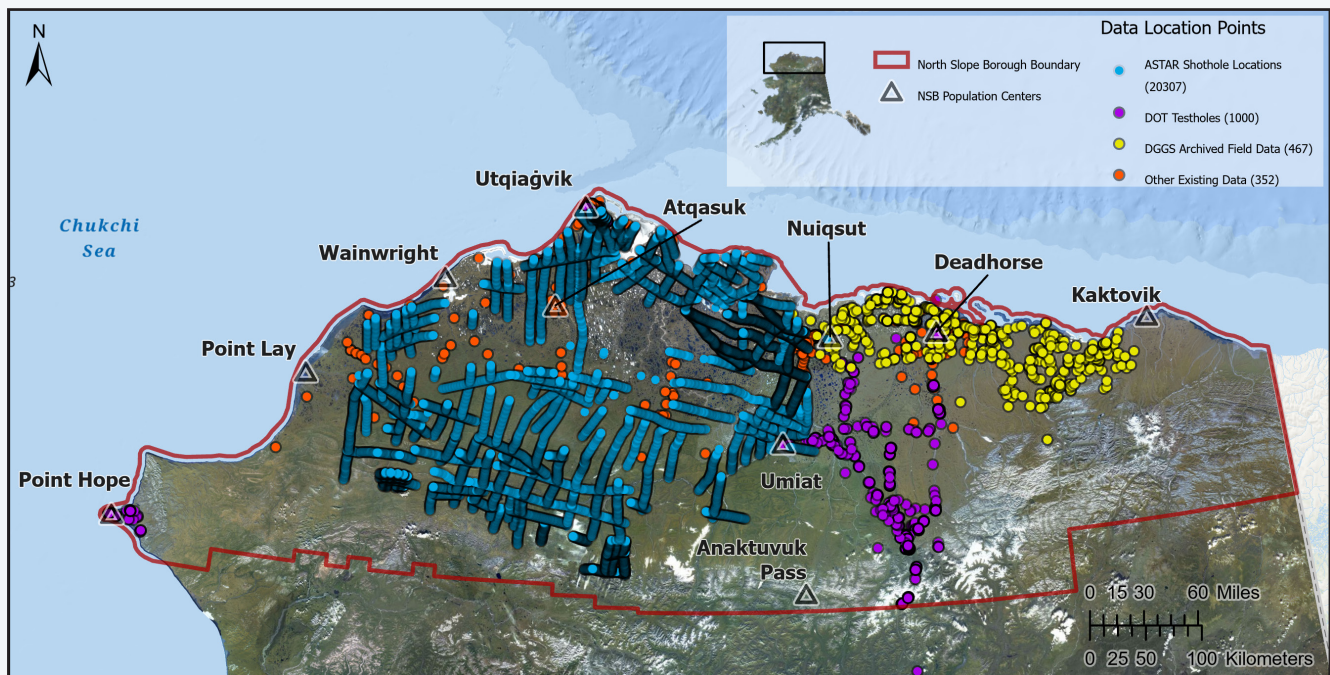 N
Data Location Points
North Slope Borough Boundary
NSB Population Centers
ASTAR Shothole Locations
(20307)
DOT Testholes (1000)
DGGS Archived Field Data (467)
Other Existing Data (352)
Utqiaġvik
Atqasuk
Nuiqsut
Chukchi
Sea
Wainwright
Deadhorse
Kaktovik
3
Point Lay
Point Hope
Umiat
Anaktuvuk
Pass
0 15 30 60 Miles
0 25 50 100 Kilometers